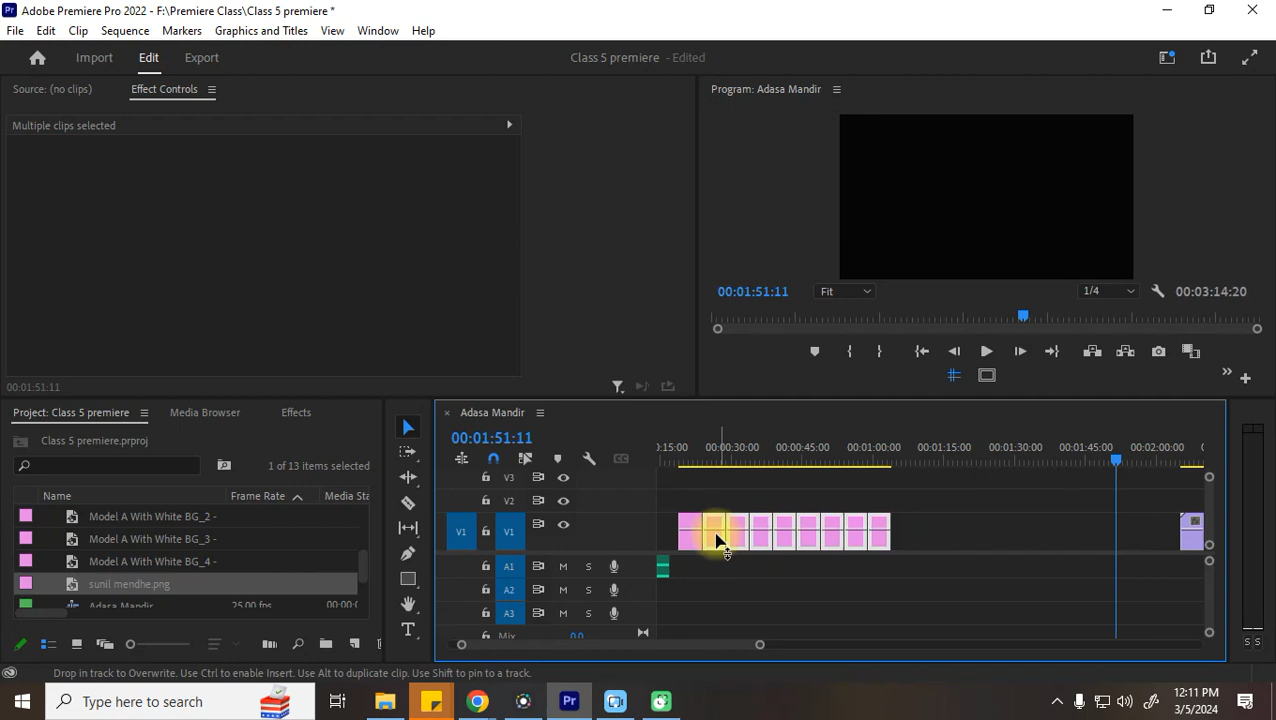 Adobe Premiere Pro 2022 - F:\Premiere Class\Class 5 premiere *
File Edit Clip Sequence Markers Graphics and Titles View Window Help
Import Edit Export Class 5 premiere - Edited
Source: (no clips) Effect Controls
Program: Adasa Mandir
Multiple clips selected
00:01:51:11 Fit 1/4 00:03:14:20
00:01:51:11
Project: Class 5 premiere Media Browser Effects
Class 5 premiere.prproj
1 of 13 items selected
Name Frame Rate Media Sta
Model A With White BG_2 -
Model A With White BG_3 -
Model A With White BG_4 -
sunil mendhe.png
Adasa Mandir 25.00 fps 00:00:0
× Adasa Mandir
00:01:51:11
:15:00 00:00:30:00 00:00:45:00 00:01:00:00 00:01:15:00 00:01:30:00 00:01:45:00 00:02:00:00
V3
V2
V1 V1
A1 M S
A2 M S
A3 M S
Mix 0.0
S S
Drop in track to Overwrite. Use Ctrl to enable Insert. Use Alt to duplicate clip. Use Shift to pin to a track.
Type here to search
12:11 PM
3/5/2024